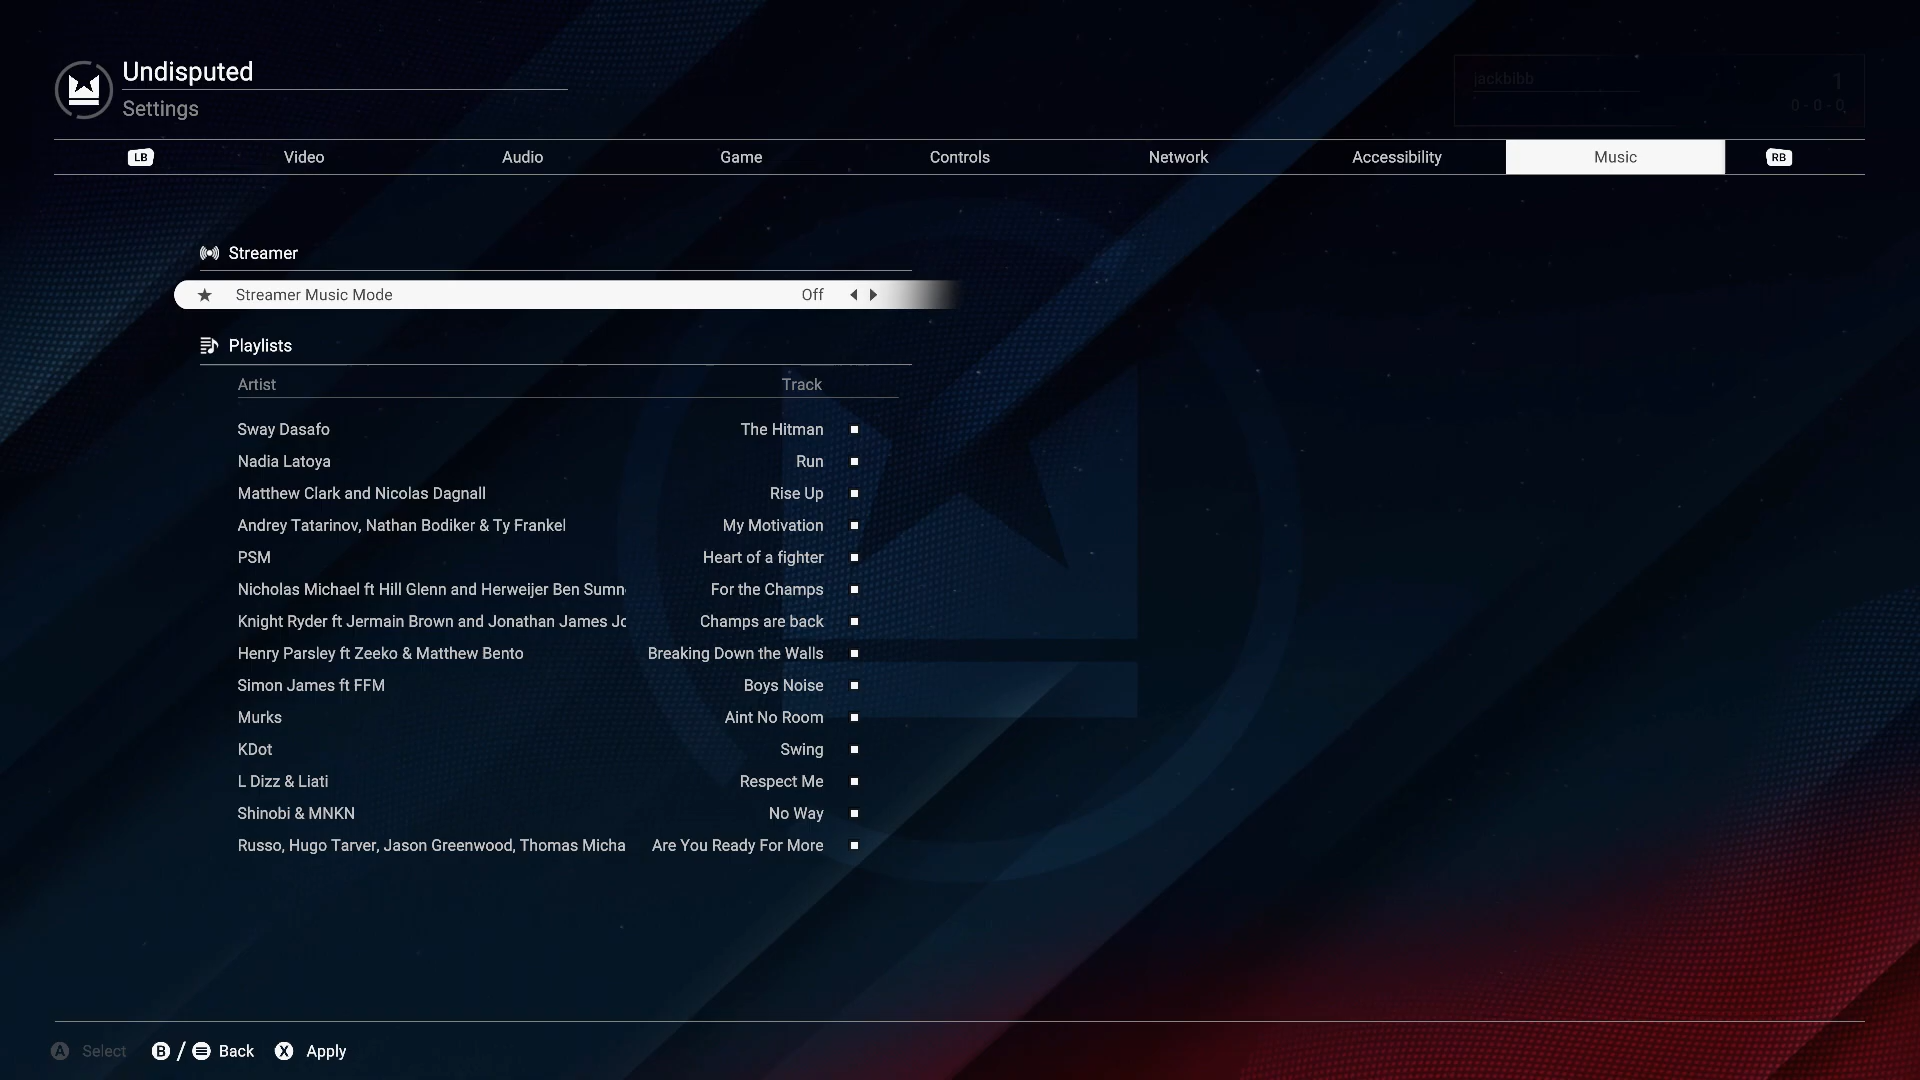 Undisputed
Settings
jackbibb
1
0 - 0 - 0
LB Video Audio Game Controls Network Accessibility Music RB
Streamer
Streamer Music Mode Off
Playlists
Artist Track
Sway Dasafo The Hitman
Nadia Latoya Run
Matthew Clark and Nicolas Dagnall Rise Up
Andrey Tatarinov, Nathan Bodiker & Ty Frankel My Motivation
PSM Heart of a fighter
Nicholas Michael ft Hill Glenn and Herweijer Ben Sumn For the Champs
Knight Ryder ft Jermain Brown and Jonathan James Jo Champs are back
Henry Parsley ft Zeeko & Matthew Bento Breaking Down the Walls
Simon James ft FFM Boys Noise
Murks Aint No Room
KDot Swing
L Dizz & Liati Respect Me
Shinobi & MNKN No Way
Russo, Hugo Tarver, Jason Greenwood, Thomas Micha Are You Ready For More
A Select B / Back X Apply